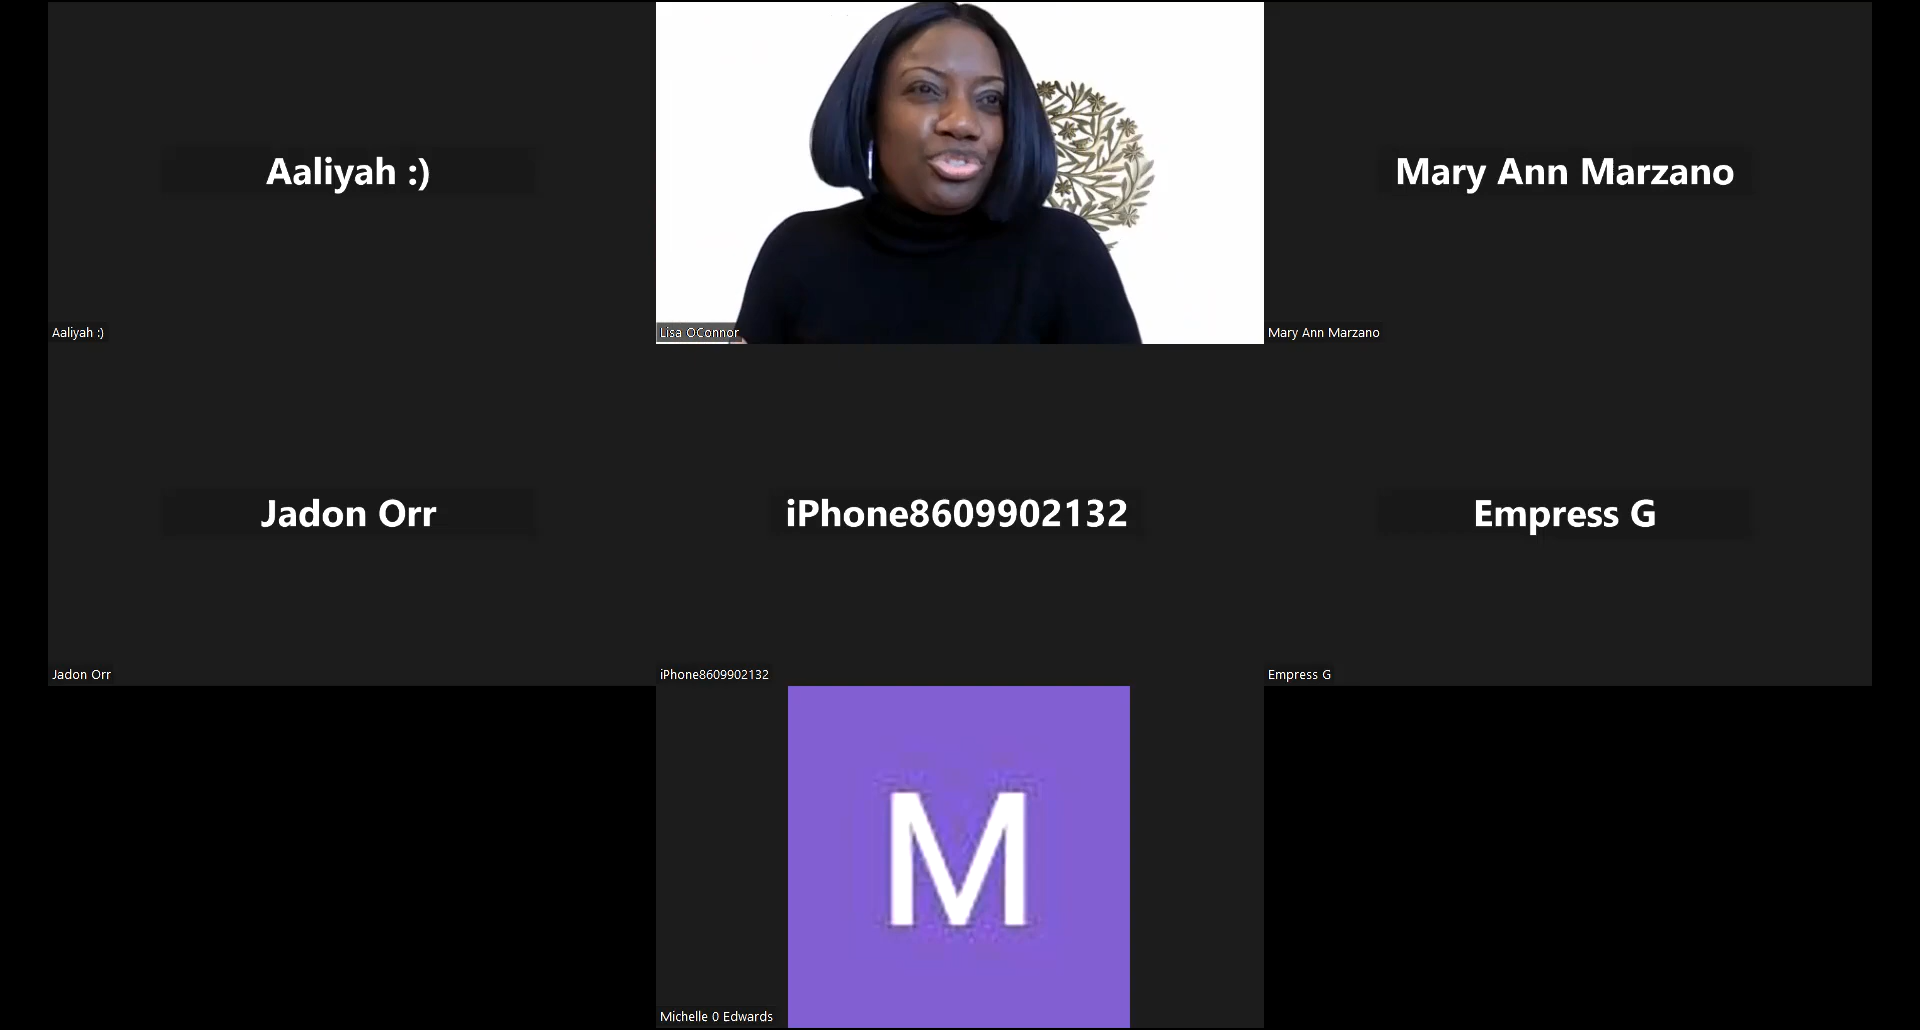 Aaliyah :)
Mary Ann Marzano
Aaliyah :)
Lisa OConnor
Mary Ann Marzano
Jadon Orr
iPhone8609902132
Empress G
Jadon Orr
iPhone8609902132
Empress G
M
Michelle 0 Edwards